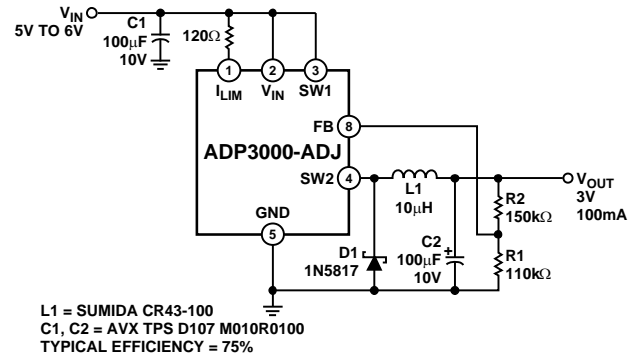 VIN
5V TO 6V
C1
100μF
10V
120Ω
1
2
3
ILIM
VIN
SW1
FB
8
ADP3000-ADJ
SW2
4
GND
5
L1
10μH
VOUT
3V
100mA
R2
150kΩ
D1
1N5817
C2
100μF
10V
+
R1
110kΩ
L1 = SUMIDA CR43-100
C1, C2 = AVX TPS D107 M010R0100
TYPICAL EFFICIENCY = 75%